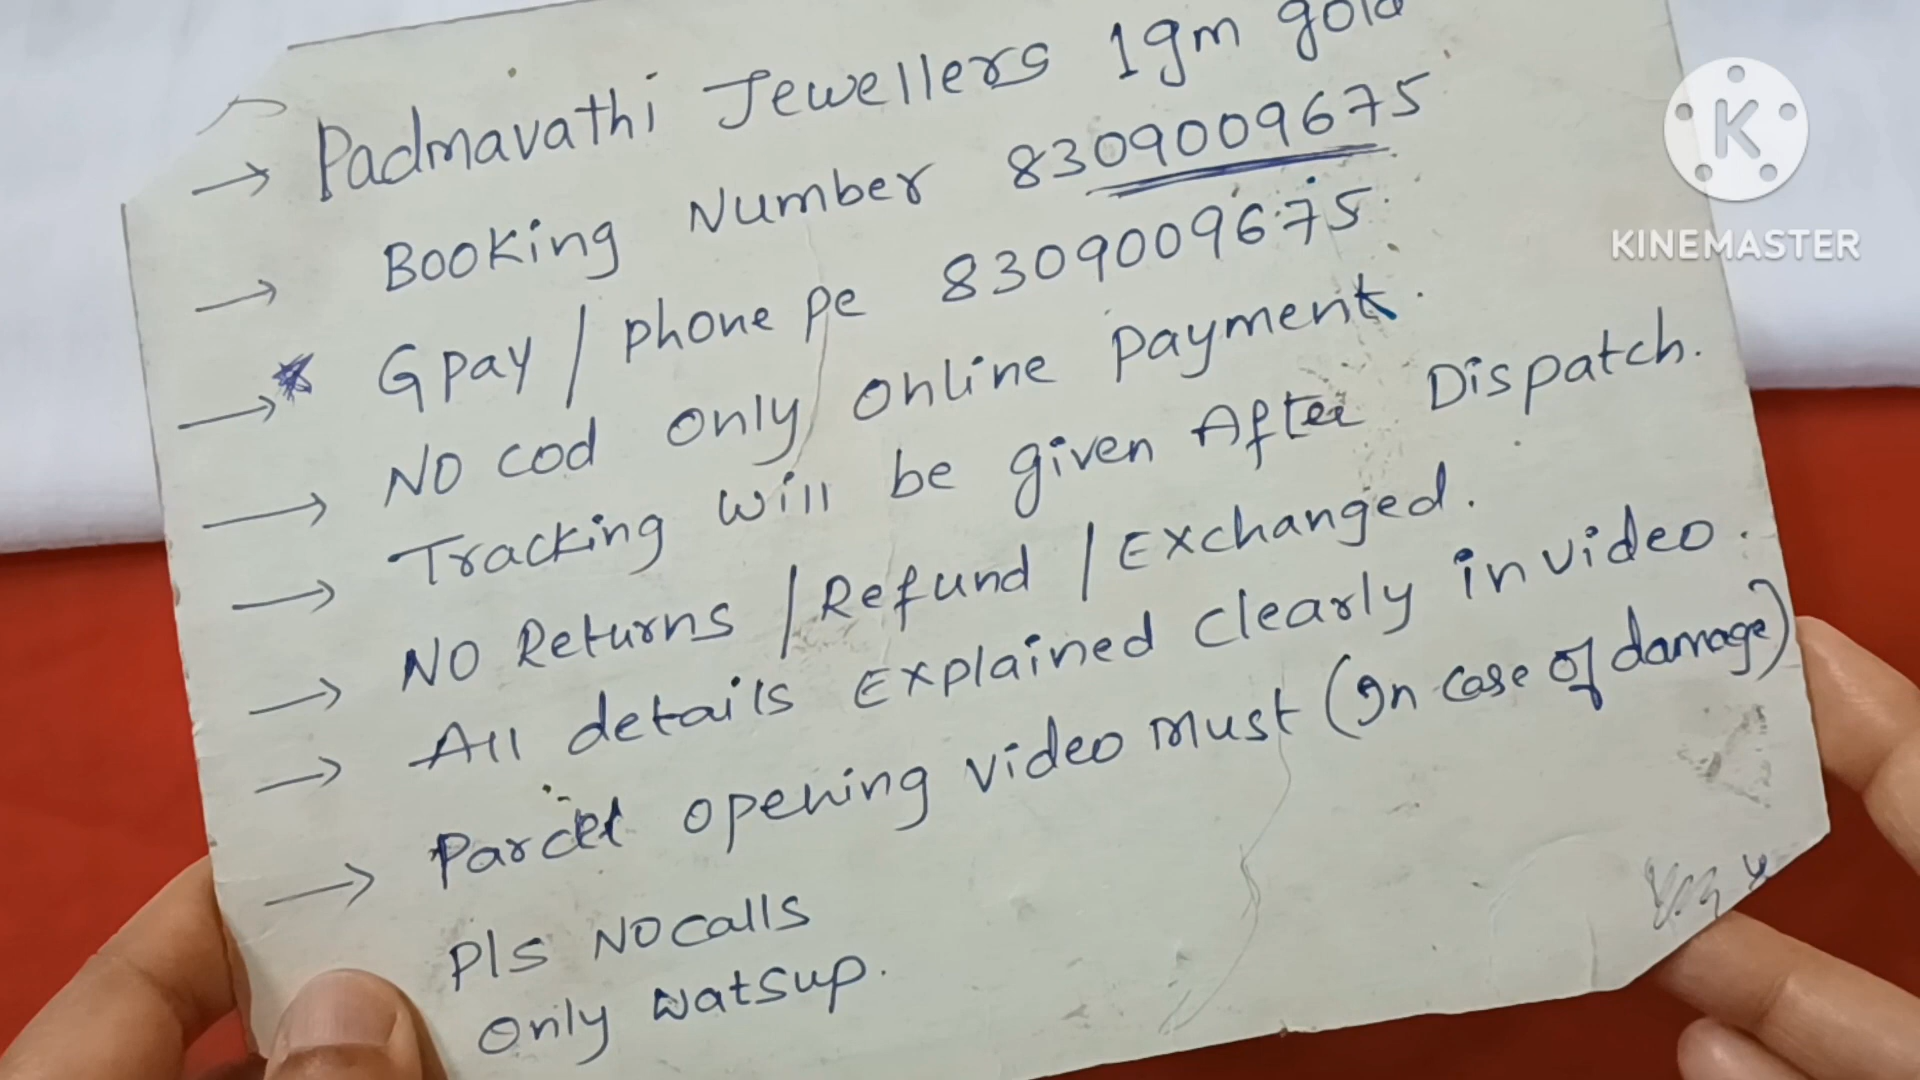 Padmavathi Jewellers 1gm gold
Booking Number 8309009675
Gpay / phone pe 8309009675
NO cod only online payment.
Tracking will be given After Dispatch.
NO Returns / Refund / Exchanged.
All details Explained clearly in video.
Parcel opening video must (In case of damage)
Pls NO calls
only watsup.
K
KINEMASTER